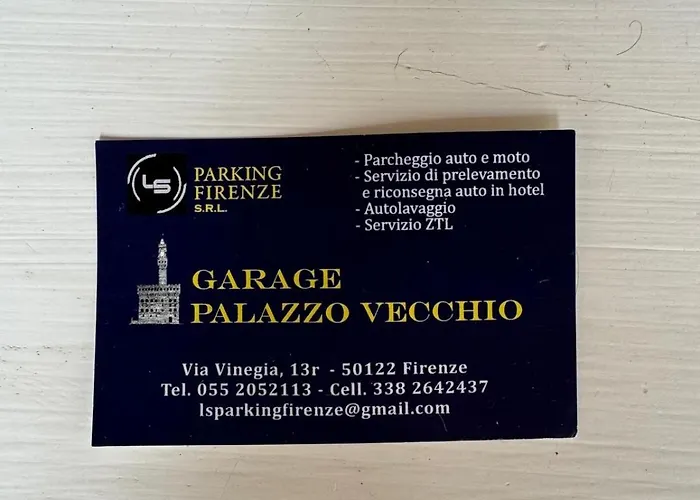 LS
PARKING
FIRENZE
S.R.L.
- Parcheggio auto e moto
- Servizio di prelevamento
e riconsegna auto in hotel
- Autolavaggio
- Servizio ZTL
GARAGE
PALAZZO VECCHIO
Via Vinegia, 13r - 50122 Firenze
Tel. 055 2052113 - Cell. 338 2642437
lsparkingfirenze@gmail.com